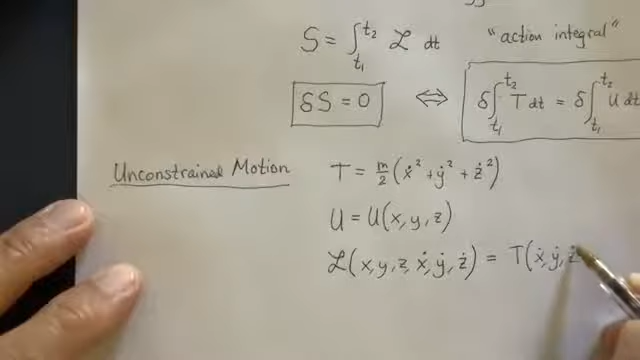 S = ∫_{t₁}^{t₂} ℒ dt "action integral"
δS = 0 ⇔ δ∫_{t₁}^{t₂} T dt = δ∫_{t₁}^{t₂} U dt
Unconstrained Motion T = m/2 (ẋ² + ẏ² + ż²)
U = U(x, y, z)
ℒ(x, y, z, ẋ, ẏ, ż) = T(ẋ, ẏ, ż